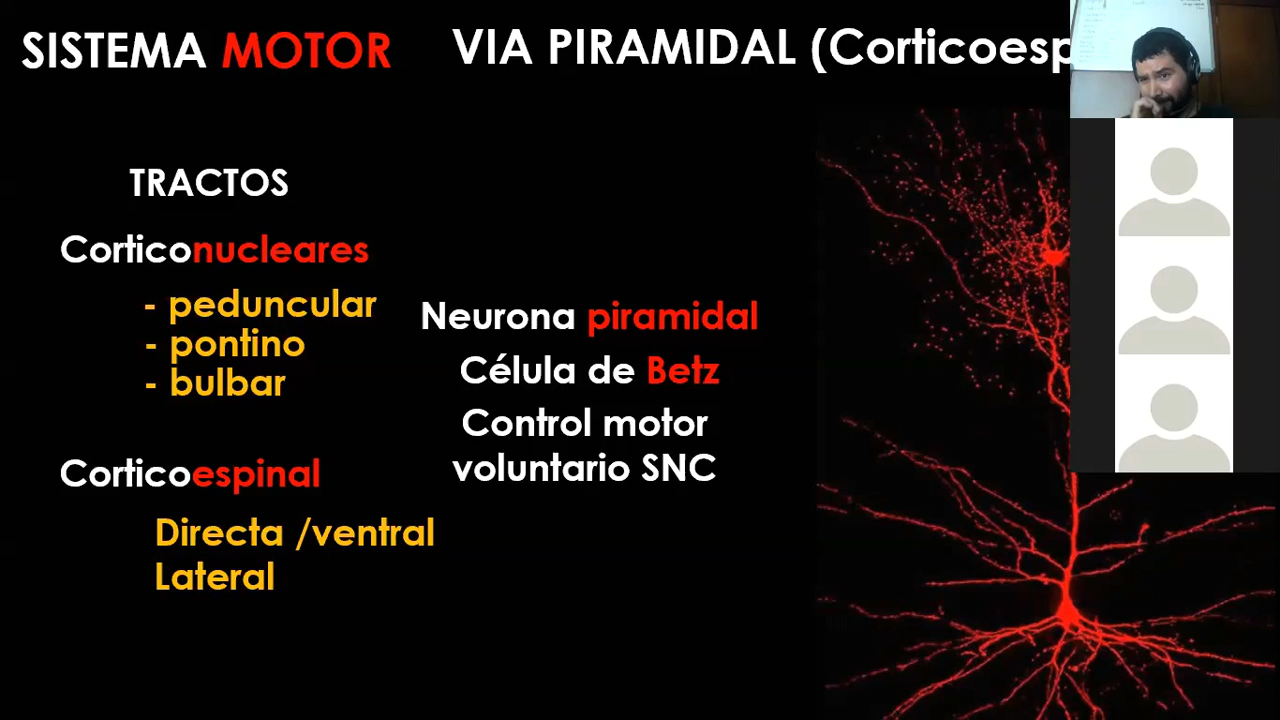 SISTEMA MOTOR
VIA PIRAMIDAL (Corticoesp
TRACTOS
Corticonucleares
- peduncular
- pontino
- bulbar
Corticoespinal
Directa /ventral
Lateral
Neurona piramidal
Célula de Betz
Control motor
voluntario SNC